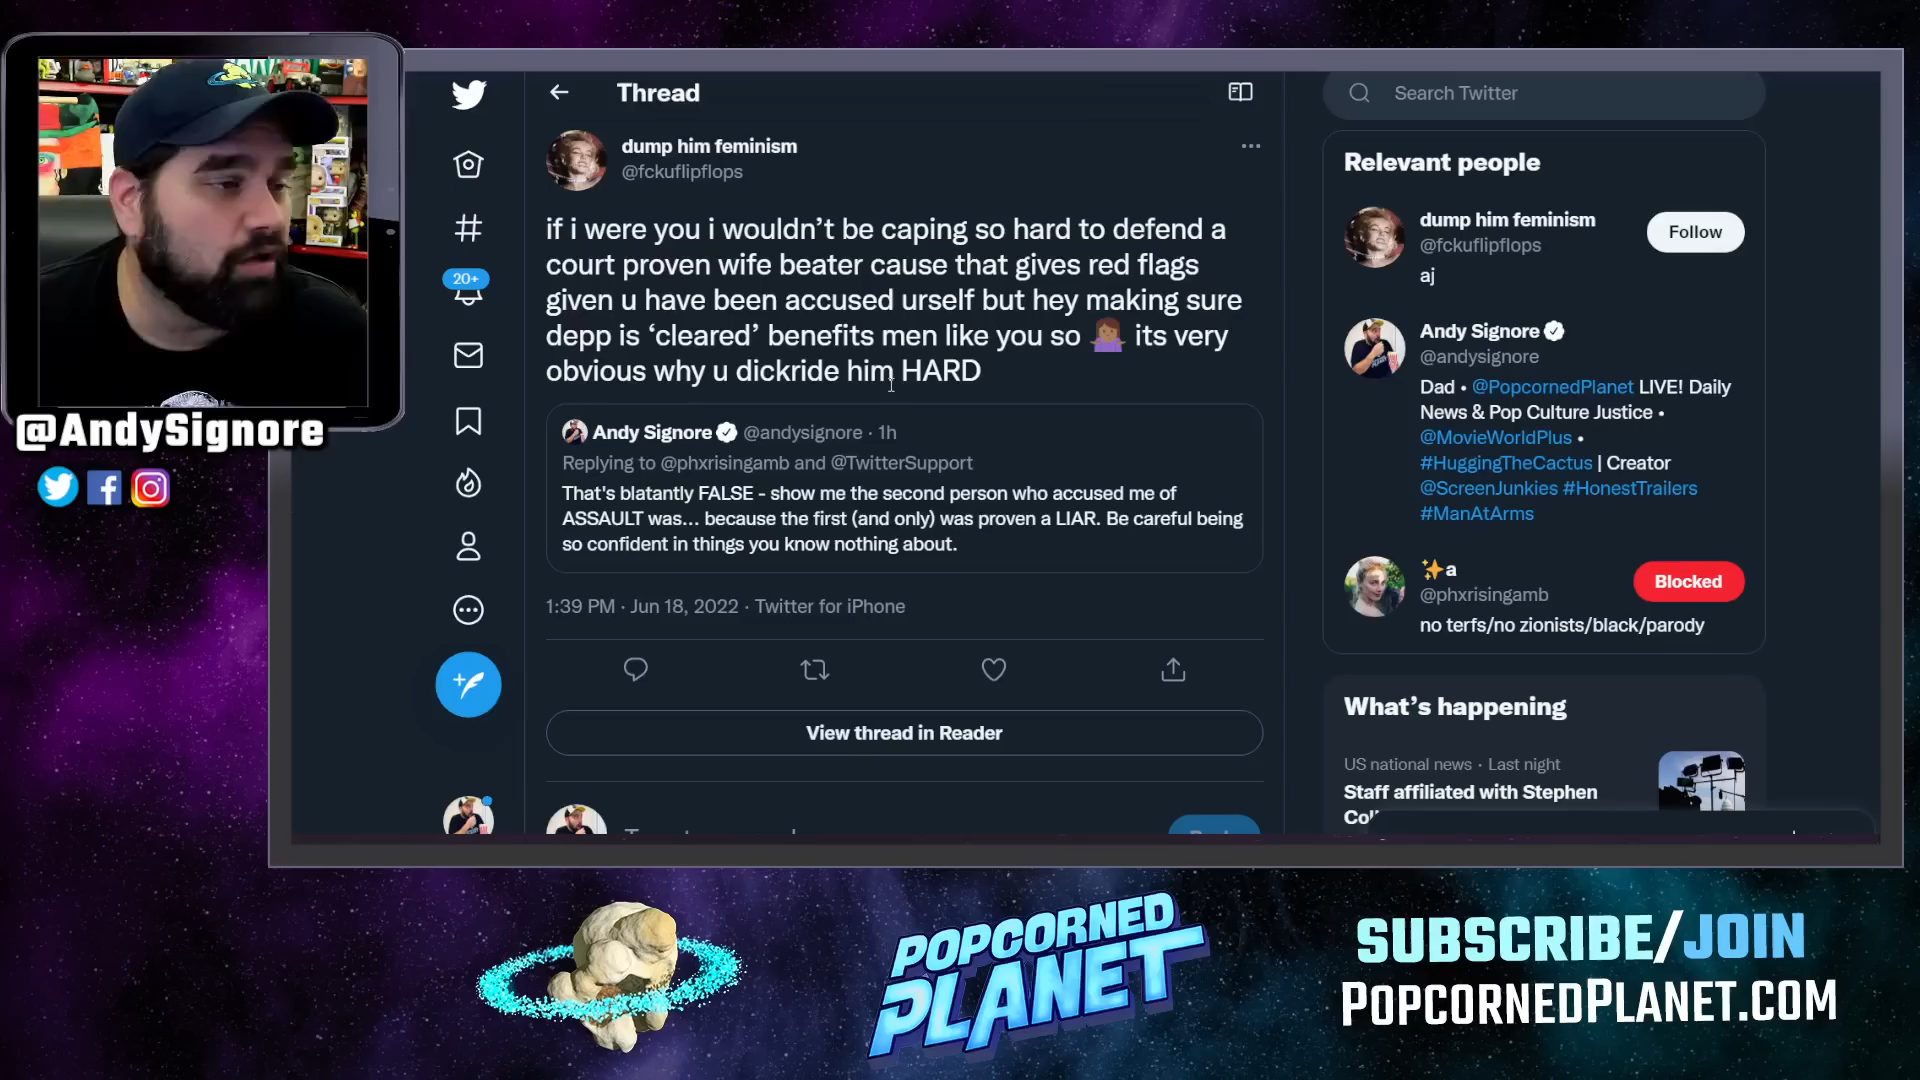 Thread
Search Twitter
dump him feminism
@fckuflipflops
if i were you i wouldn’t be caping so hard to defend a
court proven wife beater cause that gives red flags
given u have been accused urself but hey making sure
depp is ‘cleared’ benefits men like you so 🤷🏽‍♀️ its very
obvious why u dickride him HARD
Andy Signore @andysignore · 1h
Replying to @phxrisingamb and @TwitterSupport
That's blatantly FALSE - show me the second person who accused me of
ASSAULT was... because the first (and only) was proven a LIAR. Be careful being
so confident in things you know nothing about.
1:39 PM · Jun 18, 2022 · Twitter for iPhone
View thread in Reader
20+
Relevant people
dump him feminism
@fckuflipflops
Follow
aj
Andy Signore
@andysignore
Dad • @PopcornedPlanet LIVE! Daily
News & Pop Culture Justice •
@MovieWorldPlus •
#HuggingTheCactus | Creator
@ScreenJunkies #HonestTrailers
#ManAtArms
✨a
@phxrisingamb
Blocked
no terfs/no zionists/black/parody
What’s happening
US national news · Last night
Staff affiliated with Stephen
@AndySignore
POPCORNED
PLANET
SUBSCRIBE/JOIN
POPCORNEDPLANET.COM